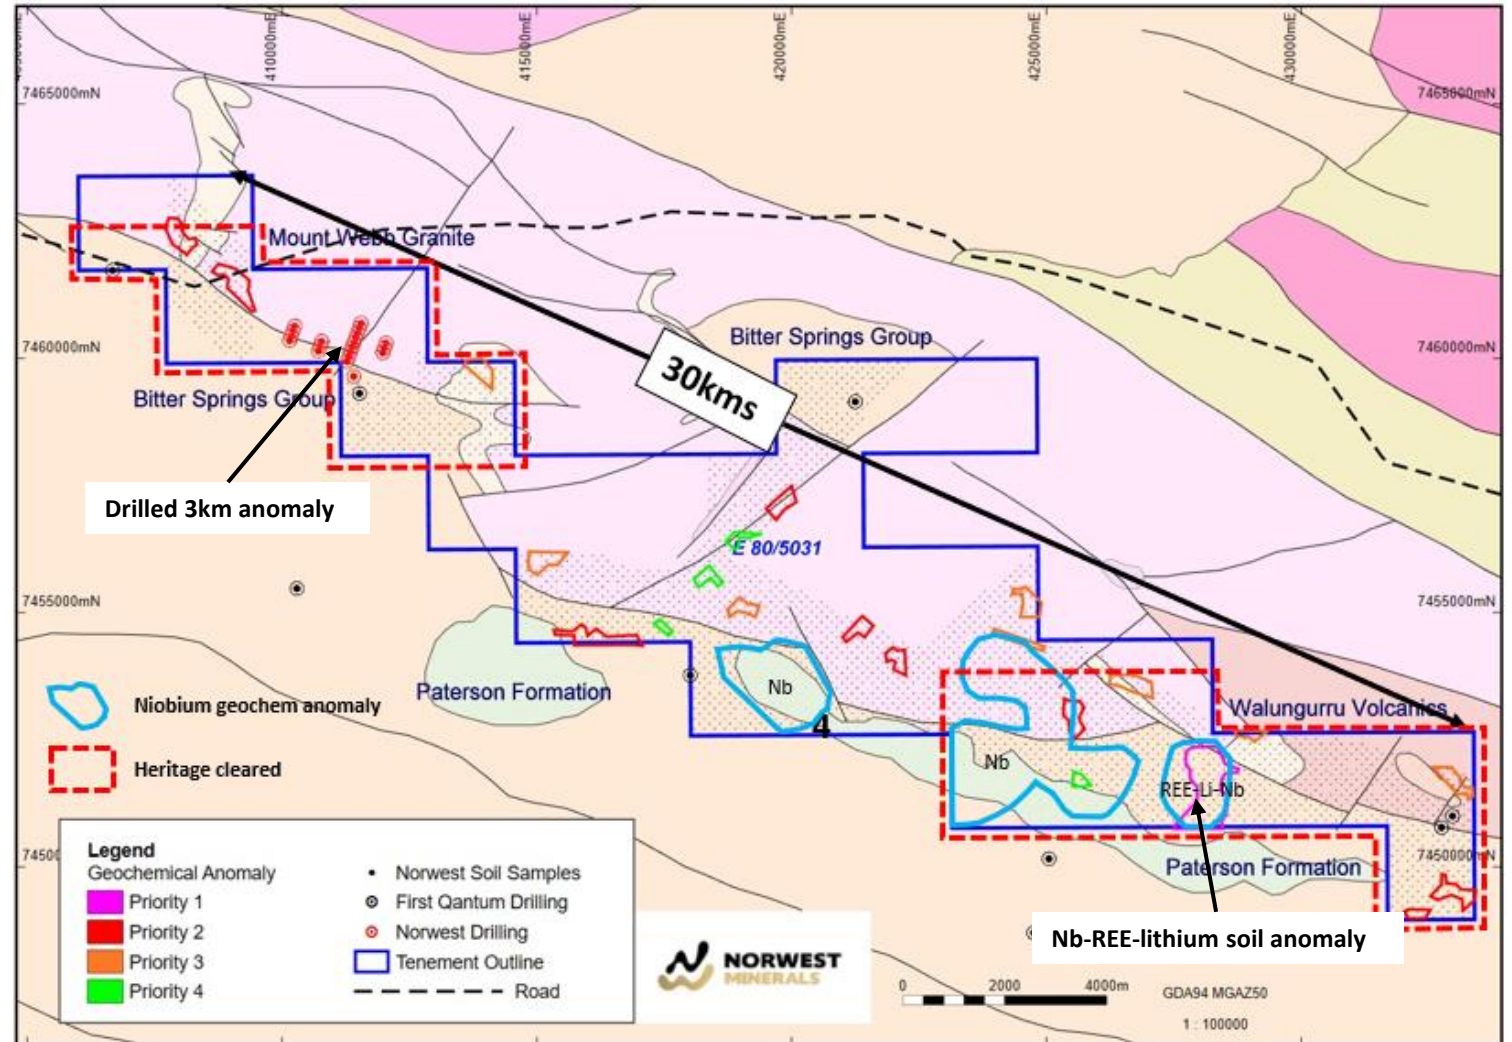 410000mE
415000mE
420000mE
425000mE
430000mE
7465000mN
7465000mN
Mount Webb Granite
7460000mN
Bitter Springs Group
7460000mN
30kms
Bitter Springs Group
Drilled 3km anomaly
E 80/5031
7455000mN
7455000mN
Paterson Formation
Nb
4
Walungurru Volcanics
Niobium geochem anomaly
Heritage cleared
Nb
REE-Li-Nb
7450000mN
Paterson Formation
Nb-REE-lithium soil anomaly
Legend
Geochemical Anomaly
Priority 1
Priority 2
Priority 3
Priority 4
Norwest Soil Samples
First Qantum Drilling
Norwest Drilling
Tenement Outline
Road
NORWEST
MINERALS
0 2000 4000m
GDA94 MGAZ50
1 : 100000